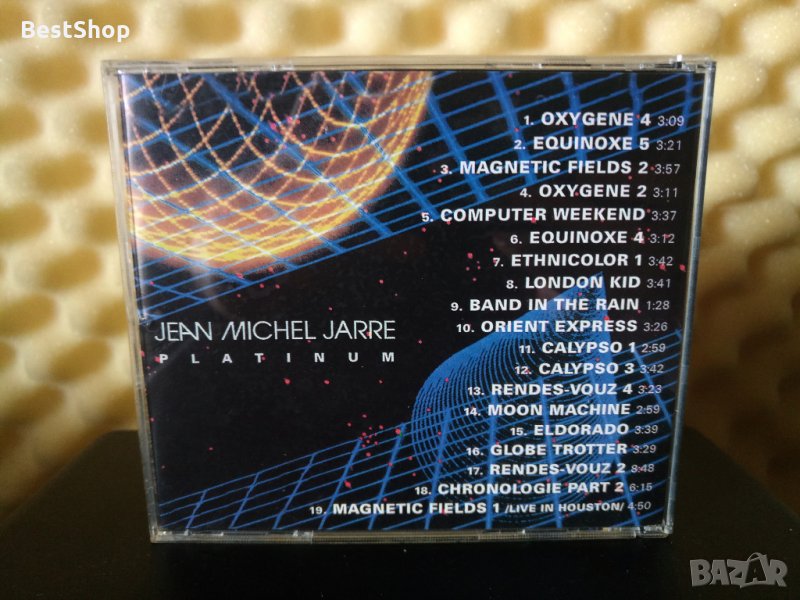 BestShop
1. OXYGENE 4 3:09
2. EQUINOXE 5 3:21
3. MAGNETIC FIELDS 2 3:57
4. OXYGENE 2 3:11
5. COMPUTER WEEKEND 3:37
6. EQUINOXE 4 3:12
7. ETHNICOLOR 1 3:42
8. LONDON KID 3:41
9. BAND IN THE RAIN 1:28
10. ORIENT EXPRESS 3:26
11. CALYPSO 1 2:59
12. CALYPSO 3 3:42
13. RENDES-VOUZ 4 3:23
14. MOON MACHINE 2:59
15. ELDORADO 3:39
16. GLOBE TROTTER 3:29
17. RENDES-VOUZ 2 8:48
18. CHRONOLOGIE PART 2 6:15
19. MAGNETIC FIELDS 1 /LIVE IN HOUSTON/ 4:50
JEAN MICHEL JARRE
PLATINUM
BAZAR
www.Bazar.bg